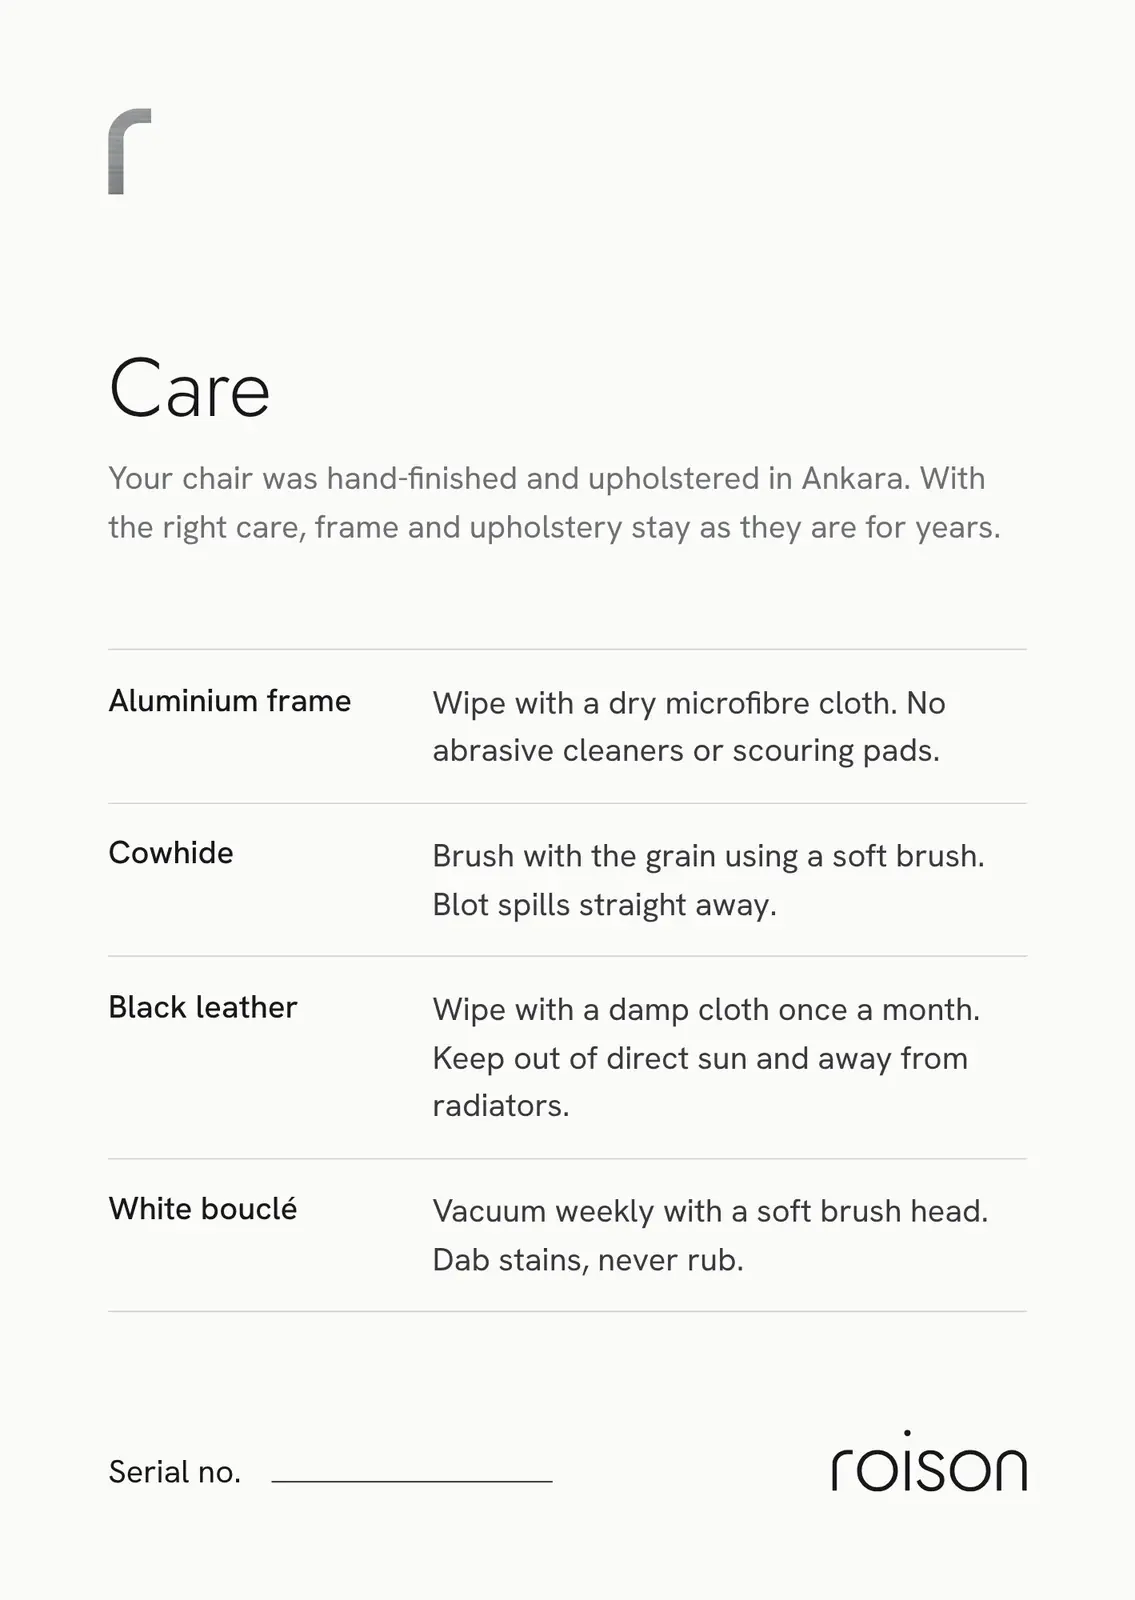 r
Care
Your chair was hand-finished and upholstered in Ankara. With
the right care, frame and upholstery stay as they are for years.
Aluminium frame
Wipe with a dry microfibre cloth. No
abrasive cleaners or scouring pads.
Cowhide
Brush with the grain using a soft brush.
Blot spills straight away.
Black leather
Wipe with a damp cloth once a month.
Keep out of direct sun and away from
radiators.
White bouclé
Vacuum weekly with a soft brush head.
Dab stains, never rub.
Serial no.
roison